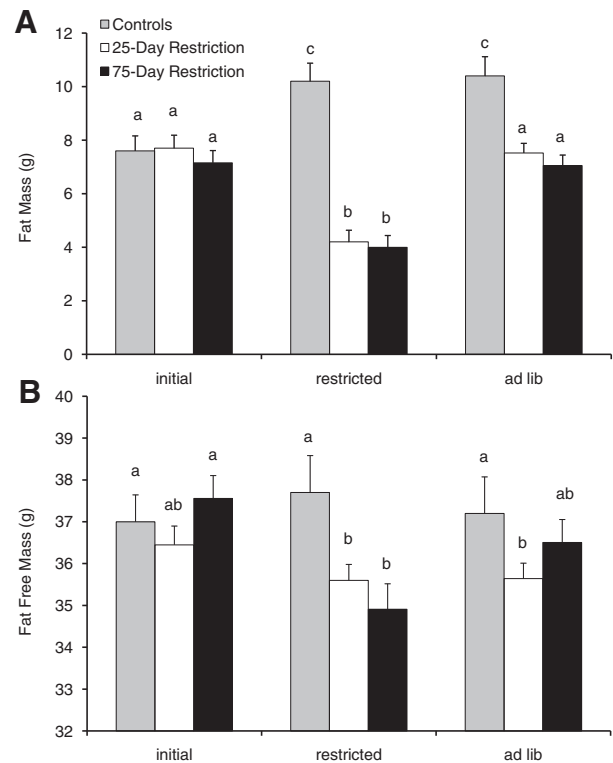 A
Controls
25-Day Restriction
75-Day Restriction
12
10
8
6
4
2
0
Fat Mass (g)
a a a
c b b
c a a
initial restricted ad lib
B
40
39
38
37
36
35
34
33
32
Fat Free Mass (g)
a ab a
a b b
a b ab
initial restricted ad lib